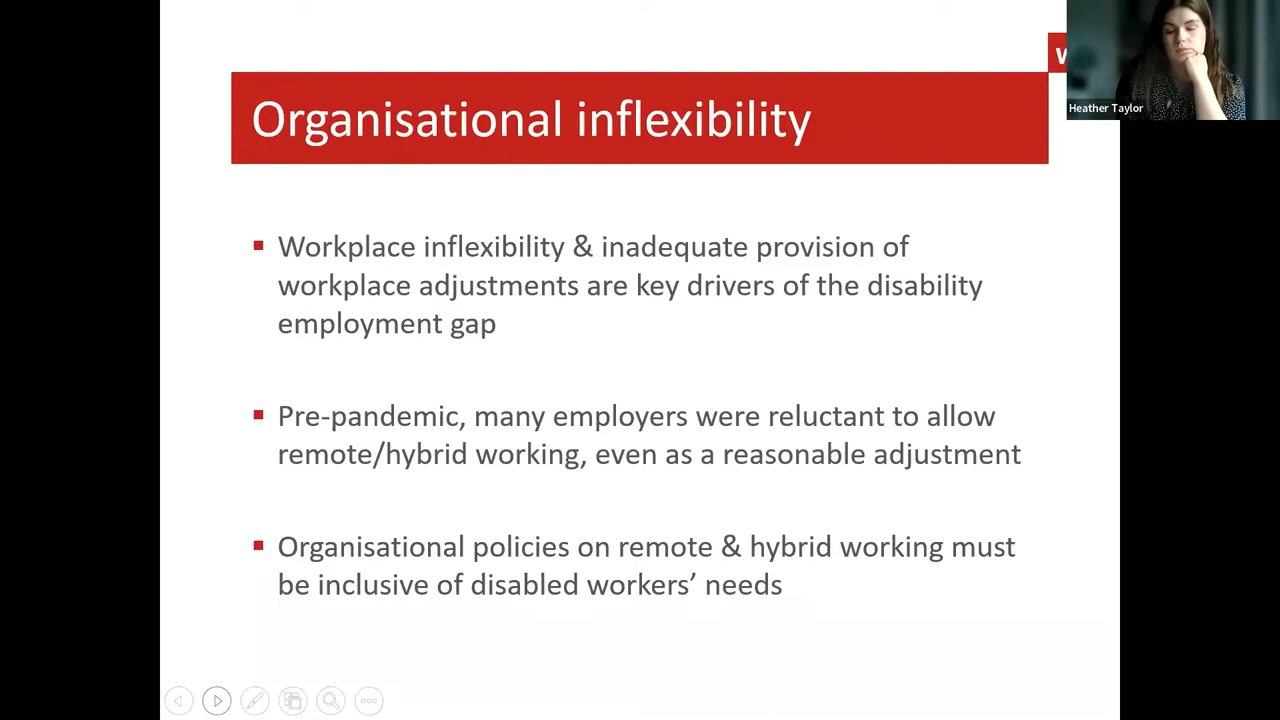 Organisational inflexibility
Heather Taylor
▪ Workplace inflexibility & inadequate provision of
workplace adjustments are key drivers of the disability
employment gap
▪ Pre-pandemic, many employers were reluctant to allow
remote/hybrid working, even as a reasonable adjustment
▪ Organisational policies on remote & hybrid working must
be inclusive of disabled workers’ needs